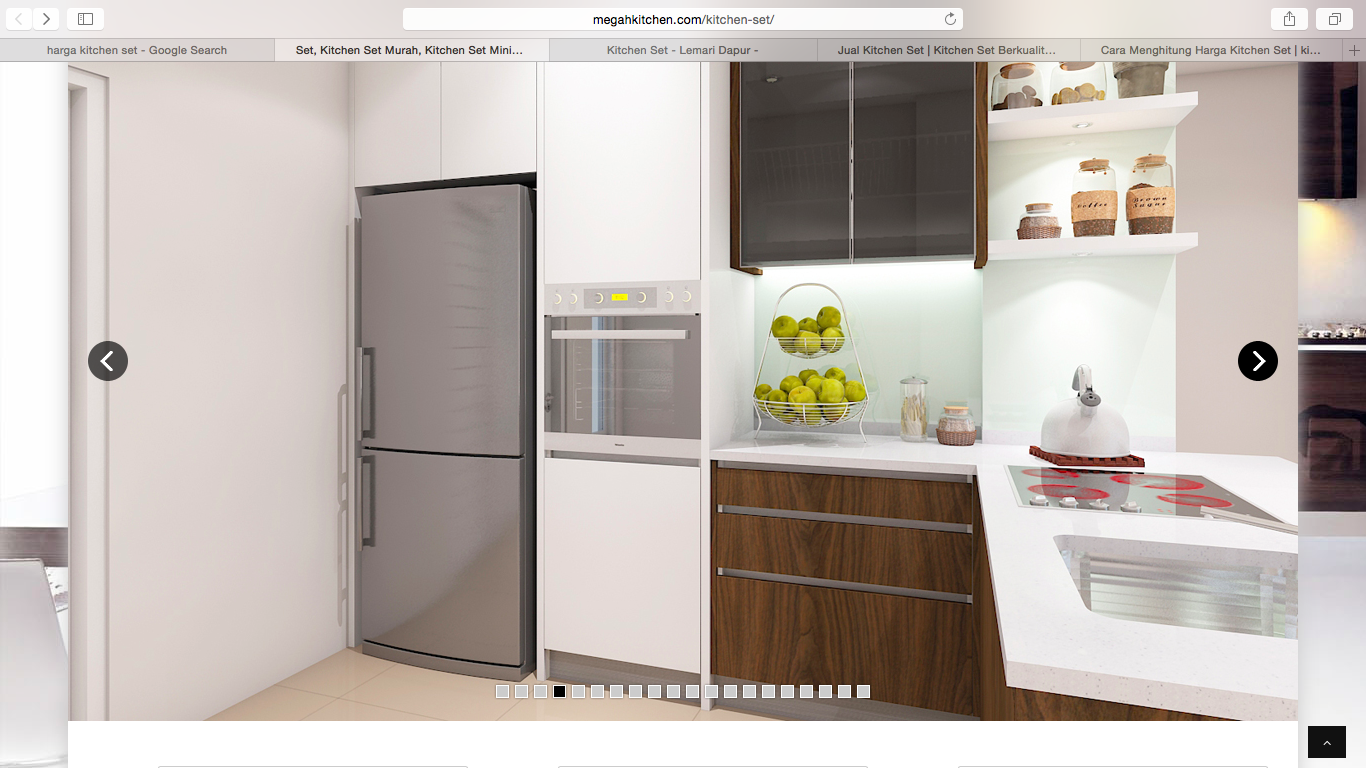 megahkitchen.com/kitchen-set/
harga kitchen set - Google Search
Set, Kitchen Set Murah, Kitchen Set Mini…
Kitchen Set - Lemari Dapur -
Jual Kitchen Set | Kitchen Set Berkualit…
Cara Menghitung Harga Kitchen Set | ki…
Coffee
Brown
Sugar